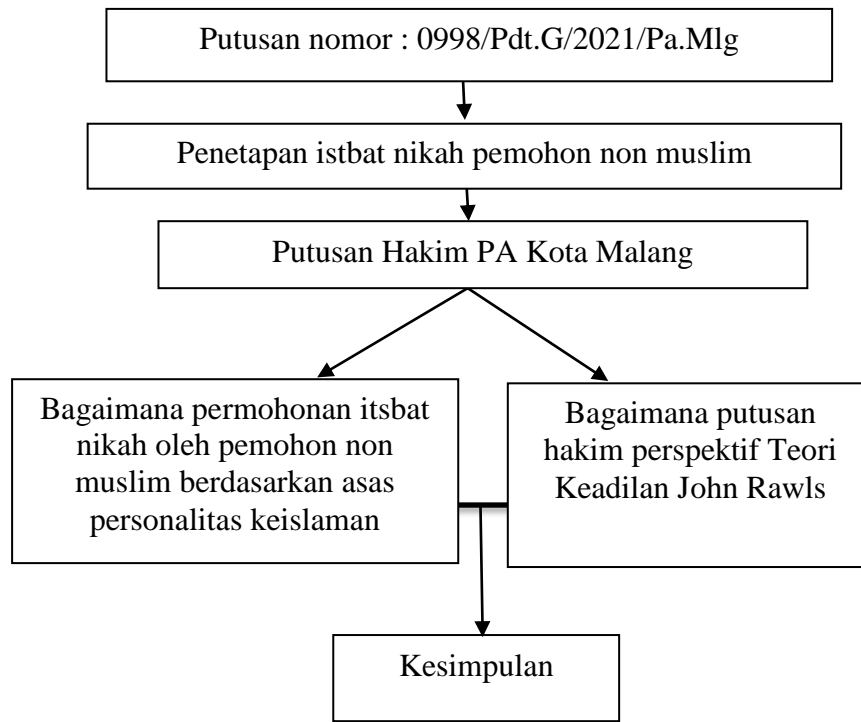 Putusan nomor : 0998/Pdt.G/2021/Pa.Mlg
Penetapan istbat nikah pemohon non muslim
Putusan Hakim PA Kota Malang
Bagaimana permohonan itsbat
nikah oleh pemohon non
muslim berdasarkan asas
personalitas keislaman
Bagaimana putusan
hakim perspektif Teori
Keadilan John Rawls
Kesimpulan